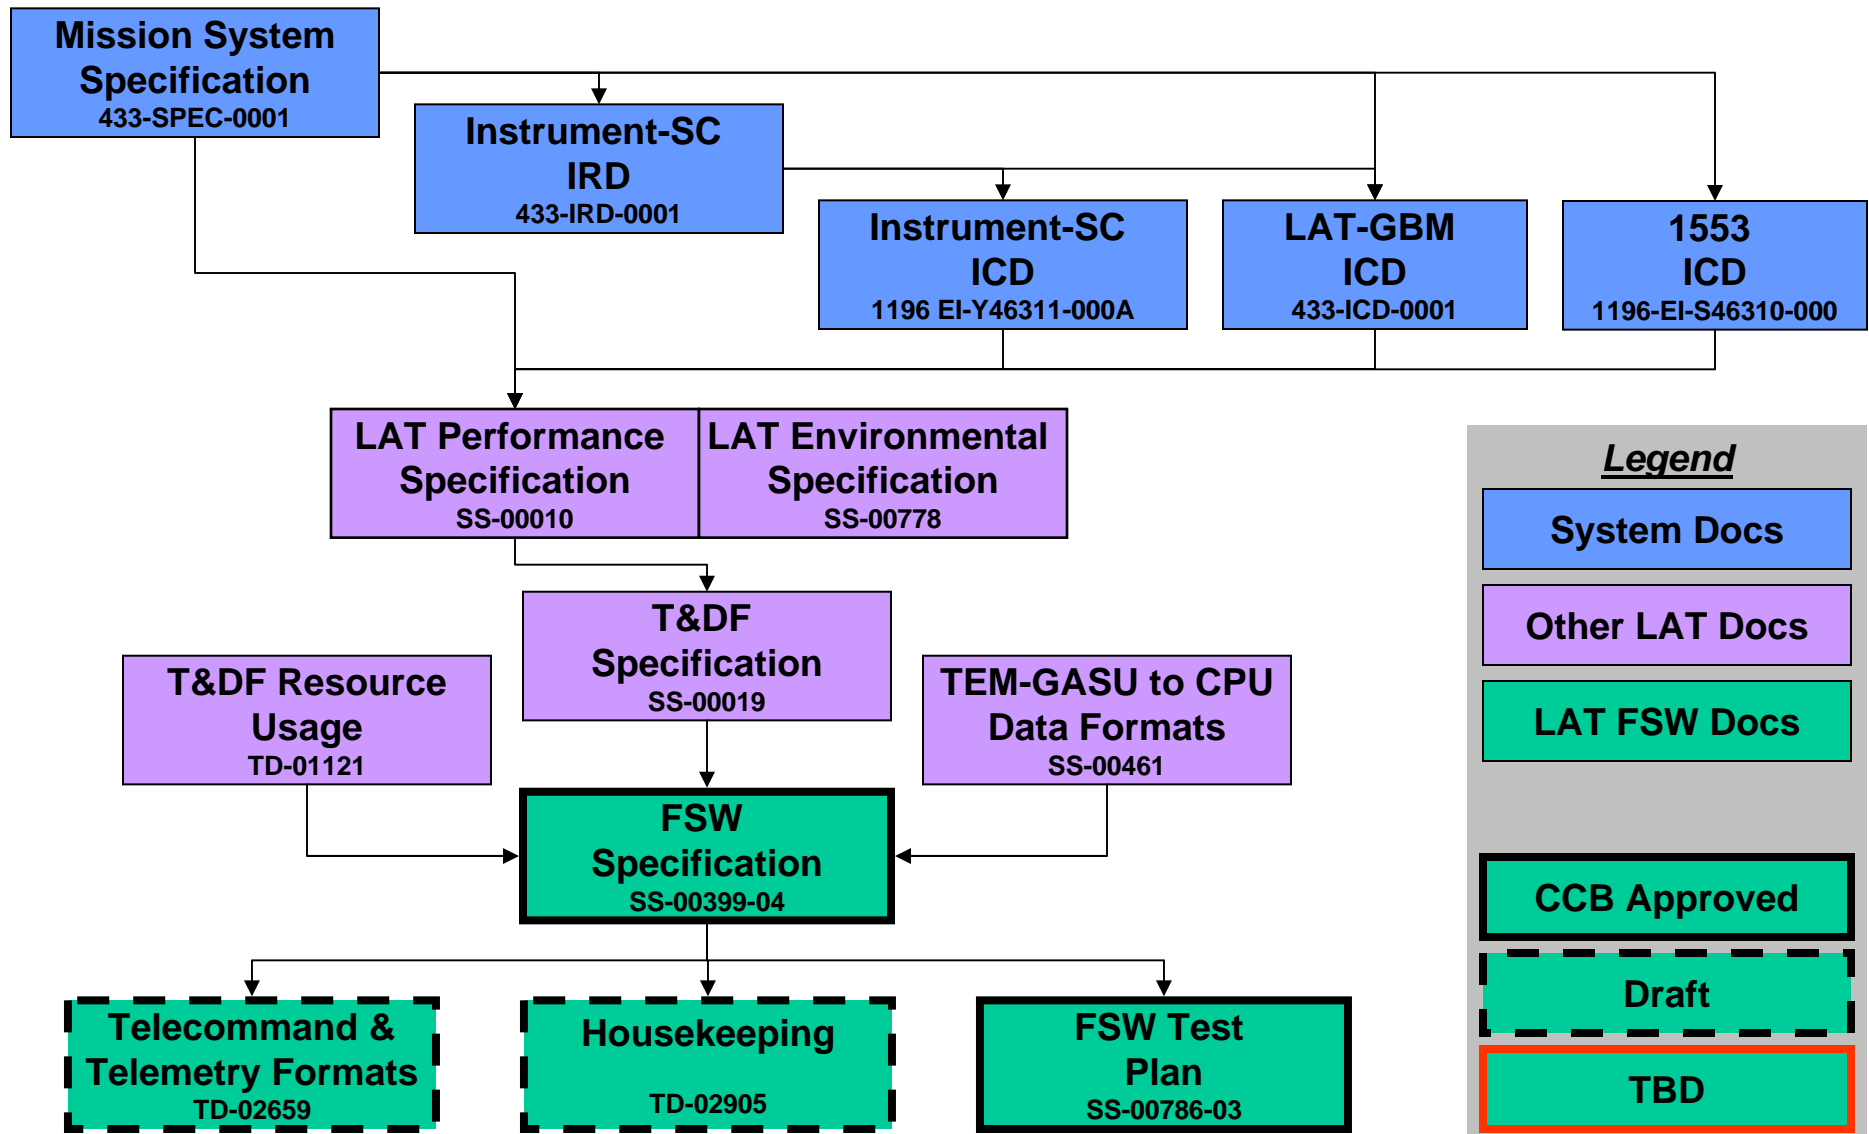 Mission System
Specification
433-SPEC-0001
Instrument-SC
IRD
433-IRD-0001
Instrument-SC
ICD
1196 EI-Y46311-000A
LAT-GBM
ICD
433-ICD-0001
1553
ICD
1196-EI-S46310-000
LAT Performance
Specification
SS-00010
LAT Environmental
Specification
SS-00778
T&DF
Specification
SS-00019
T&DF Resource
Usage
TD-01121
TEM-GASU to CPU
Data Formats
SS-00461
FSW
Specification
SS-00399-04
Telecommand &
Telemetry Formats
TD-02659
Housekeeping
TD-02905
FSW Test
Plan
SS-00786-03
Legend
System Docs
Other LAT Docs
LAT FSW Docs
CCB Approved
Draft
TBD